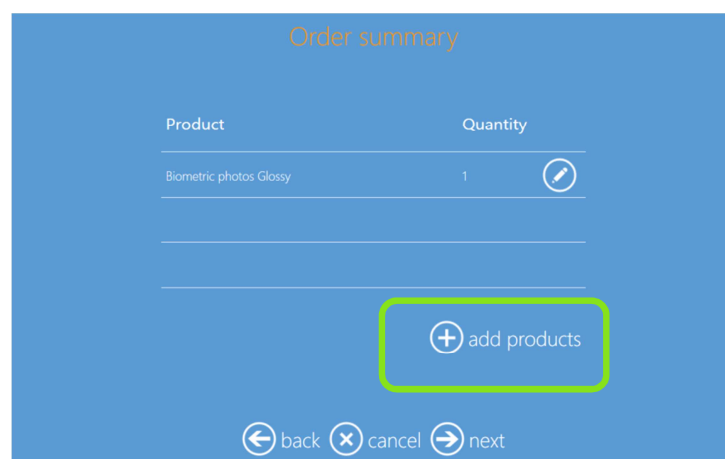 Order summary
Product Quantity
Biometric photos Glossy 1
add products
back cancel next